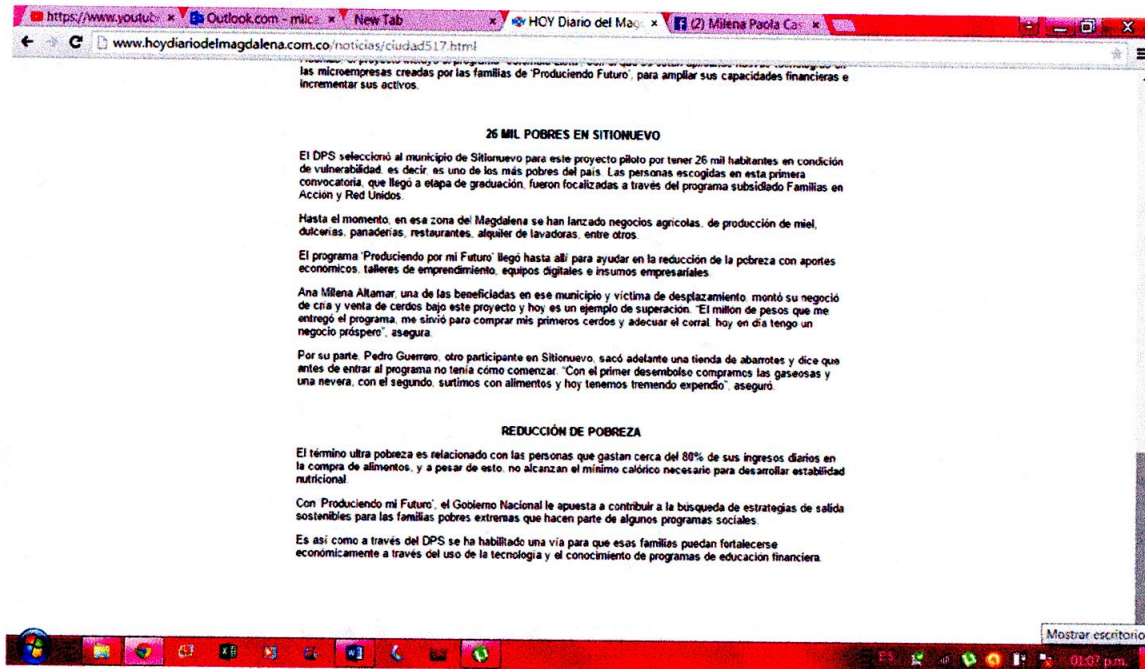 https://www.youtub
Outlook.com - milca
New Tab
HOY Diario del Mag
(2) Milena Paola Cas
www.hoydiariodelmagdalena.com.co/noticias/ciudad517.html
las microempresas creadas por las familias de 'Produciendo Futuro', para ampliar sus capacidades financieras e
incrementar sus activos.
26 MIL POBRES EN SITIONUEVO
El DPS seleccionó al municipio de Sitionuevo para este proyecto piloto por tener 26 mil habitantes en condición
de vulnerabilidad, es decir, es uno de los más pobres del país. Las personas escogidas en esta primera
convocatoria, que llegó a etapa de graduación, fueron focalizadas a través del programa subsidiado Familias en
Acción y Red Unidos.
Hasta el momento, en esa zona del Magdalena se han lanzado negocios agrícolas, de producción de miel,
dulcerías, panaderías, restaurantes, alquiler de lavadoras, entre otros.
El programa 'Produciendo por mi Futuro' llegó hasta allí para ayudar en la reducción de la pobreza con aportes
económicos, talleres de emprendimiento, equipos digitales e insumos empresariales.
Ana Milena Altamar, una de las beneficiadas en ese municipio y víctima de desplazamiento, montó su negoció
de cría y venta de cerdos bajo este proyecto y hoy es un ejemplo de superación. "El millón de pesos que me
entregó el programa, me sirvió para comprar mis primeros cerdos y adecuar el corral, hoy en día tengo un
negocio próspero", asegura.
Por su parte, Pedro Guerrero, otro participante en Sitionuevo, sacó adelante una tienda de abarrotes y dice que
antes de entrar al programa no tenía cómo comenzar. "Con el primer desembolso compramos las gaseosas y
una nevera, con el segundo, surtimos con alimentos y hoy tenemos tremendo expendio", aseguró.
REDUCCIÓN DE POBREZA
El término ultra pobreza es relacionado con las personas que gastan cerca del 80% de sus ingresos diarios en
la compra de alimentos, y a pesar de esto, no alcanzan el mínimo calórico necesario para desarrollar estabilidad
nutricional.
Con 'Produciendo mi Futuro', el Gobierno Nacional le apuesta a contribuir a la búsqueda de estrategias de salida
sostenibles para las familias pobres extremas que hacen parte de algunos programas sociales.
Es así como a través del DPS se ha habilitado una vía para que esas familias puedan fortalecerse
económicamente a través del uso de la tecnología y el conocimiento de programas de educación financiera.
Mostrar escritorio
ES
01:07 p.m.